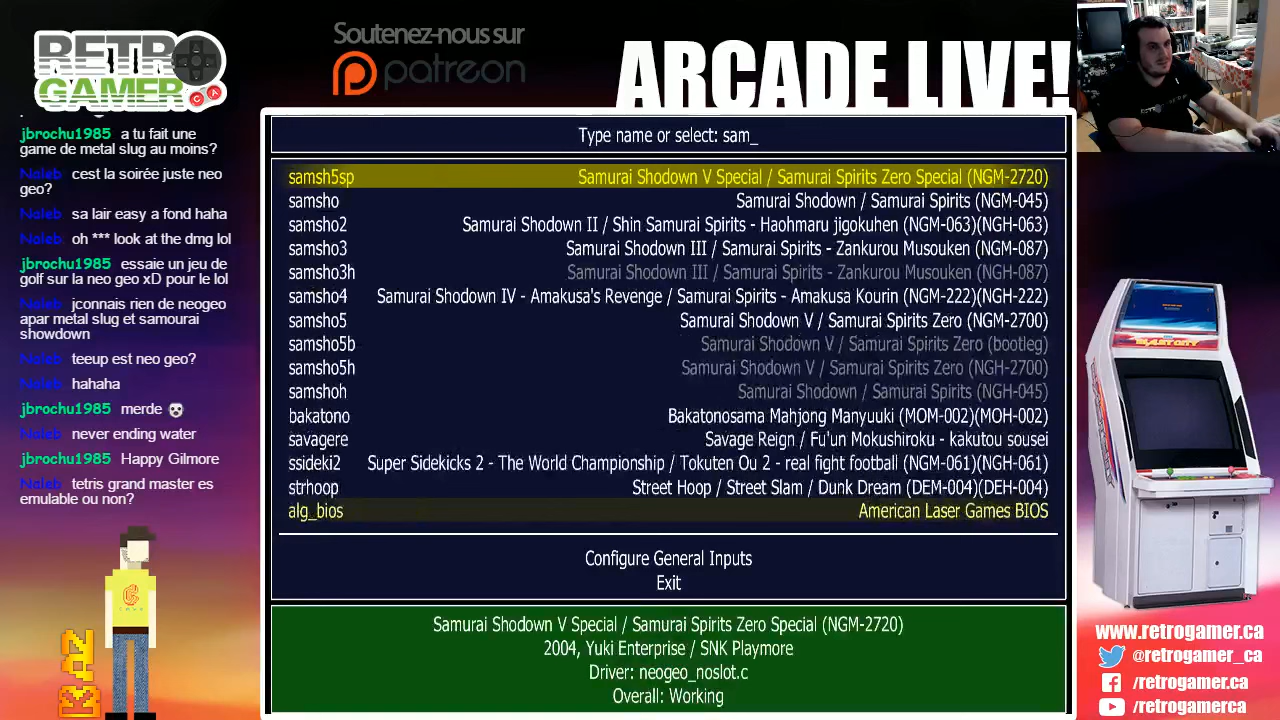 RETRO
GAMER.CA
Soutenez-nous sur
patreon
ARCADE LIVE!
jbrochu1985 a tu fait une
game de metal slug au moins?
Naleb cest la soirée juste neo
geo?
Naleb sa lair easy a fond haha
Naleb oh *** look at the dmg lol
jbrochu1985 essaie un jeu de
golf sur la neo geo xD pour le lol
Naleb jconnais rien de neogeo
apar metal slug et samourai
showdown
Naleb teeup est neo geo?
Naleb hahaha
jbrochu1985 merde
Naleb never ending water
jbrochu1985 Happy Gilmore
Naleb tetris grand master es
emulable ou non?
KAZ
Type name or select: sam_
samsh5sp Samurai Shodown V Special / Samurai Spirits Zero Special (NGM-2720)
samsho Samurai Shodown / Samurai Spirits (NGM-045)
samsho2 Samurai Shodown II / Shin Samurai Spirits - Haohmaru jigokuhen (NGM-063)(NGH-063)
samsho3 Samurai Shodown III / Samurai Spirits - Zankurou Musouken (NGM-087)
samsho3h Samurai Shodown III / Samurai Spirits - Zankurou Musouken (NGH-087)
samsho4 Samurai Shodown IV - Amakusa's Revenge / Samurai Spirits - Amakusa Kourin (NGM-222)(NGH-222)
samsho5 Samurai Shodown V / Samurai Spirits Zero (NGM-2700)
samsho5b Samurai Shodown V / Samurai Spirits Zero (bootleg)
samsho5h Samurai Shodown V / Samurai Spirits Zero (NGH-2700)
samshoh Samurai Shodown / Samurai Spirits (NGH-045)
bakatono Bakatonosama Mahjong Manyuuki (MOM-002)(MOH-002)
savagere Savage Reign / Fu'un Mokushiroku - kakutou sousei
ssideki2 Super Sidekicks 2 - The World Championship / Tokuten Ou 2 - real fight football (NGM-061)(NGH-061)
strhoop Street Hoop / Street Slam / Dunk Dream (DEM-004)(DEH-004)
alg_bios American Laser Games BIOS
Configure General Inputs
Exit
Samurai Shodown V Special / Samurai Spirits Zero Special (NGM-2720)
2004, Yuki Enterprise / SNK Playmore
Driver: neogeo_noslot.c
Overall: Working
BLAST CITY
www.retrogamer.ca
@retrogamer_ca
/retrogamer.ca
/retrogamerca